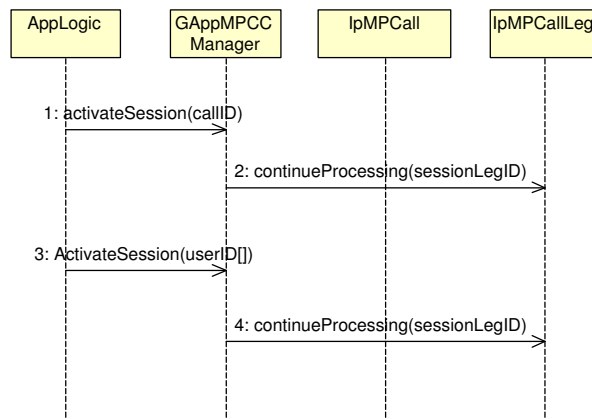 AppLogic
GAppMPCC
Manager
IpMPCall
IpMPCallLeg
1: activateSession(callID)
2: continueProcessing(sessionLegID)
3: ActivateSession(userID[])
4: continueProcessing(sessionLegID)